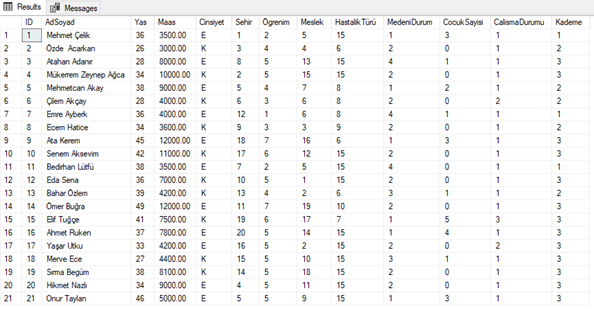 Results Messages
ID AdSoyad Yas Maas Cinsiyet Sehir Ögrenim Meslek HastalikTürü MedeniDurum CocukSayisi CalismaDurumu Kademe
1 1 Mehmet Çelik 36 3500.00 E 1 2 5 15 1 3 1 1
2 2 Özde Acarkan 26 3000.00 K 3 4 4 6 2 0 1 2
3 3 Atahan Adanır 28 8000.00 E 8 5 13 15 4 3 1 3
4 4 Mükerrem Zeynep Ağca 34 10000.00 K 2 5 15 15 2 0 1 3
5 5 Mehmetcan Akay 38 9000.00 E 5 4 7 8 1 2 1 2
6 6 Çilem Akçay 28 4000.00 K 3 6 6 8 2 0 2 2
7 7 Emre Ayberk 36 4000.00 E 12 1 6 8 4 1 1 1
8 8 Ecem Hatice 34 3600.00 K 9 3 3 9 2 0 1 2
9 9 Ata Kerem 45 12000.00 E 18 7 16 6 1 3 1 3
10 10 Senem Aksevim 42 11000.00 K 17 6 12 15 2 0 1 3
11 11 Bedirhan Lütfü 38 3500.00 E 7 2 5 15 4 0 1 1
12 12 Eda Sena 36 7000.00 K 10 5 1 15 2 0 1 3
13 13 Bahar Özlem 39 4200.00 K 13 4 2 6 3 1 1 2
14 14 Ömer Buğra 49 12000.00 E 11 7 19 10 2 0 1 3
15 15 Elif Tuğçe 41 7500.00 K 19 6 17 7 1 5 3 3
16 16 Ahmet Ruken 37 7800.00 E 20 5 14 15 1 4 1 3
17 17 Yaşar Utku 33 4200.00 E 16 5 2 15 2 0 2 3
18 18 Merve Ece 27 4400.00 K 15 5 10 15 3 1 1 3
19 19 Sırma Begüm 38 8100.00 K 14 5 18 15 2 0 1 3
20 20 Hikmet Nazlı 34 9000.00 E 4 5 11 15 2 0 1 3
21 21 Onur Taylan 46 5000.00 E 5 5 9 15 1 3 1 3